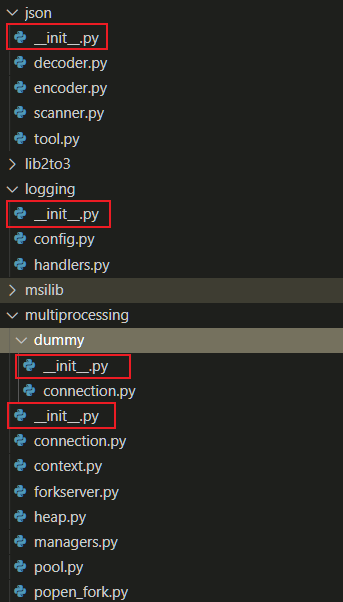 json
__init__.py
decoder.py
encoder.py
scanner.py
tool.py
lib2to3
logging
__init__.py
config.py
handlers.py
msilib
multiprocessing
dummy
__init__.py
connection.py
__init__.py
connection.py
context.py
forkserver.py
heap.py
managers.py
pool.py
popen_fork.py